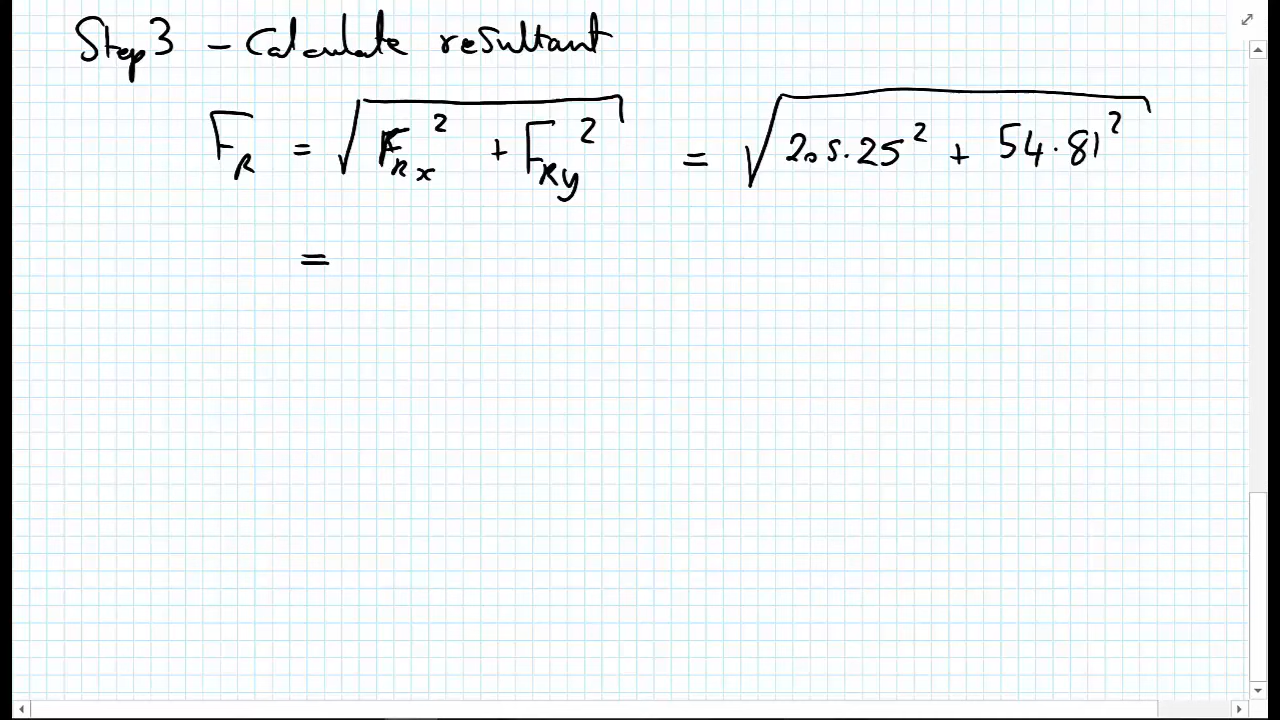 Step 3 - Calculate resultant
F_R = √(F_Rx² + F_Ry²) = √(205.25² + 54.81²)
=